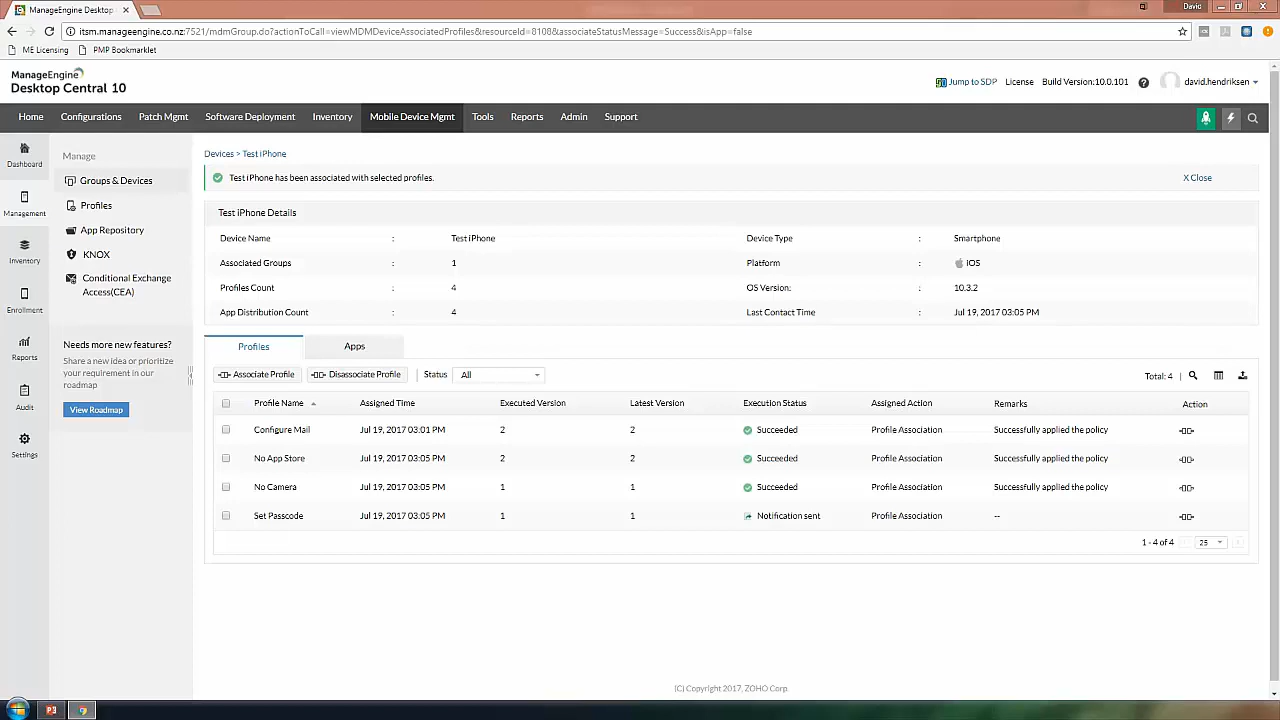 ManageEngine Desktop
David
itsm.manageengine.co.nz:7521/mdmGroup.do?actionToCall=viewMDMDeviceAssociatedProfiles&resourceId=8108&associateStatusMessage=Success&isApp=false
ME Licensing PMP Bookmarklet
ManageEngine
Desktop Central 10
Jump to SDP License Build Version:10.0.101 david.hendriksen
Home Configurations Patch Mgmt Software Deployment Inventory Mobile Device Mgmt Tools Reports Admin Support
Dashboard
Management
Inventory
Enrollment
Reports
Audit
Settings
Manage
Groups & Devices
Profiles
App Repository
KNOX
Conditional Exchange
Access(CEA)
Needs more new features?
Share a new idea or prioritize
your requirement in our
roadmap
View Roadmap
Devices > Test iPhone
Test iPhone has been associated with selected profiles. X Close
Test iPhone Details
Device Name : Test iPhone Device Type : Smartphone
Associated Groups : 1 Platform : iOS
Profiles Count : 4 OS Version: : 10.3.2
App Distribution Count : 4 Last Contact Time : Jul 19, 2017 03:05 PM
Profiles Apps
Associate Profile Disassociate Profile Status All Total: 4
Profile Name Assigned Time Executed Version Latest Version Execution Status Assigned Action Remarks Action
Configure Mail Jul 19, 2017 03:01 PM 2 2 Succeeded Profile Association Successfully applied the policy
No App Store Jul 19, 2017 03:05 PM 2 2 Succeeded Profile Association Successfully applied the policy
No Camera Jul 19, 2017 03:05 PM 1 1 Succeeded Profile Association Successfully applied the policy
Set Passcode Jul 19, 2017 03:05 PM 1 1 Notification sent Profile Association --
1 - 4 of 4 25
(C) Copyright 2017, ZOHO Corp.